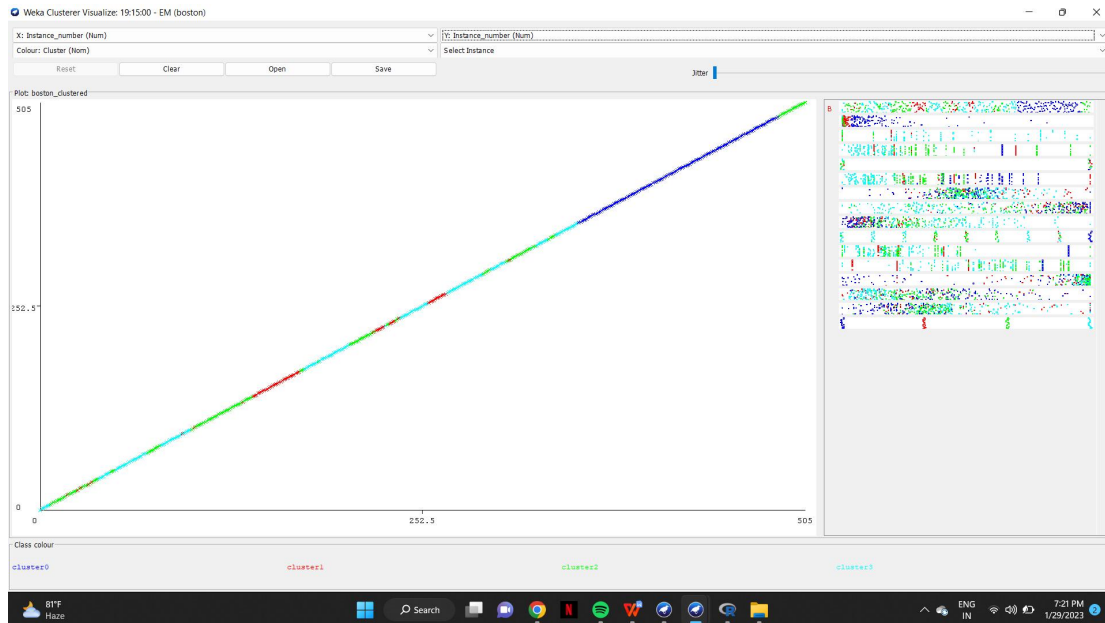 Weka Clusterer Visualize: 19:15:00 - EM (boston)
X: Instance_number (Num)
Y: Instance_number (Num)
Colour: Cluster (Nom)
Select Instance
Reset
Clear
Open
Save
Jitter
Plot: boston_clustered
505
252.5
0
0
252.5
505
B
Class colour
cluster0
cluster1
cluster2
cluster3
81°F
Haze
Search
ENG
IN
7:21 PM
1/29/2023
2